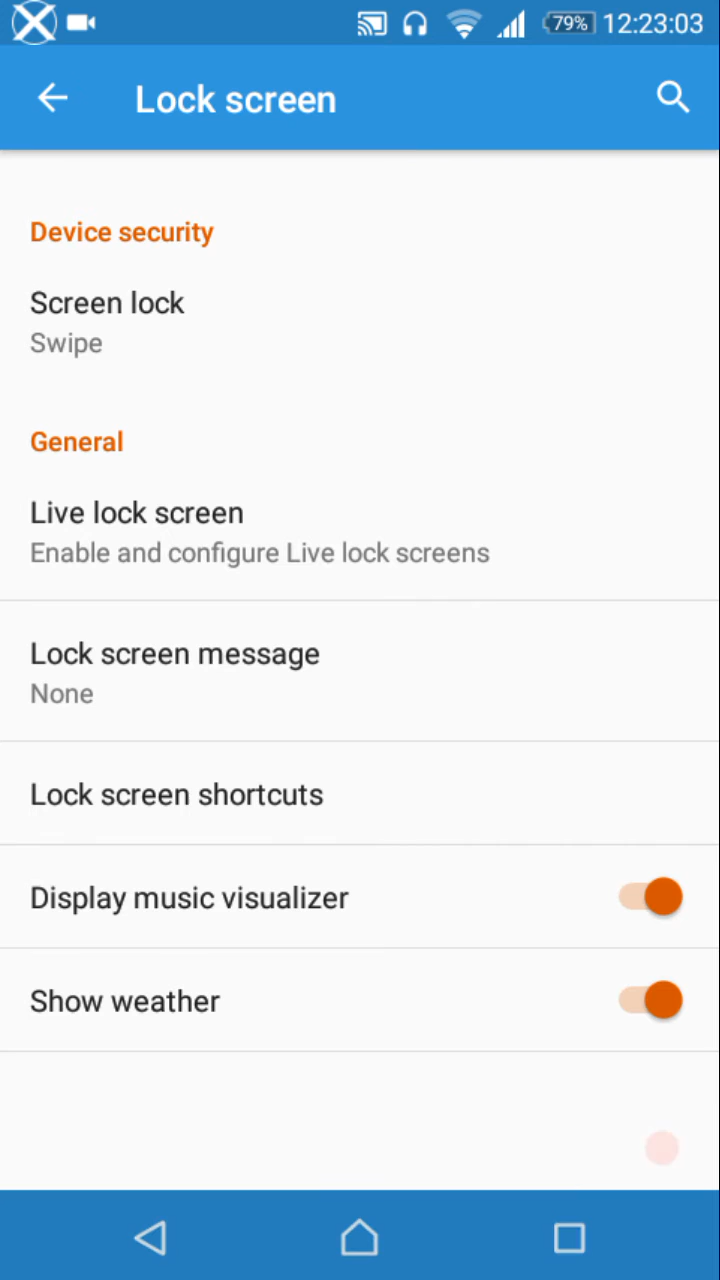 79% 12:23:03
Lock screen
Device security
Screen lock
Swipe
General
Live lock screen
Enable and configure Live lock screens
Lock screen message
None
Lock screen shortcuts
Display music visualizer
Show weather